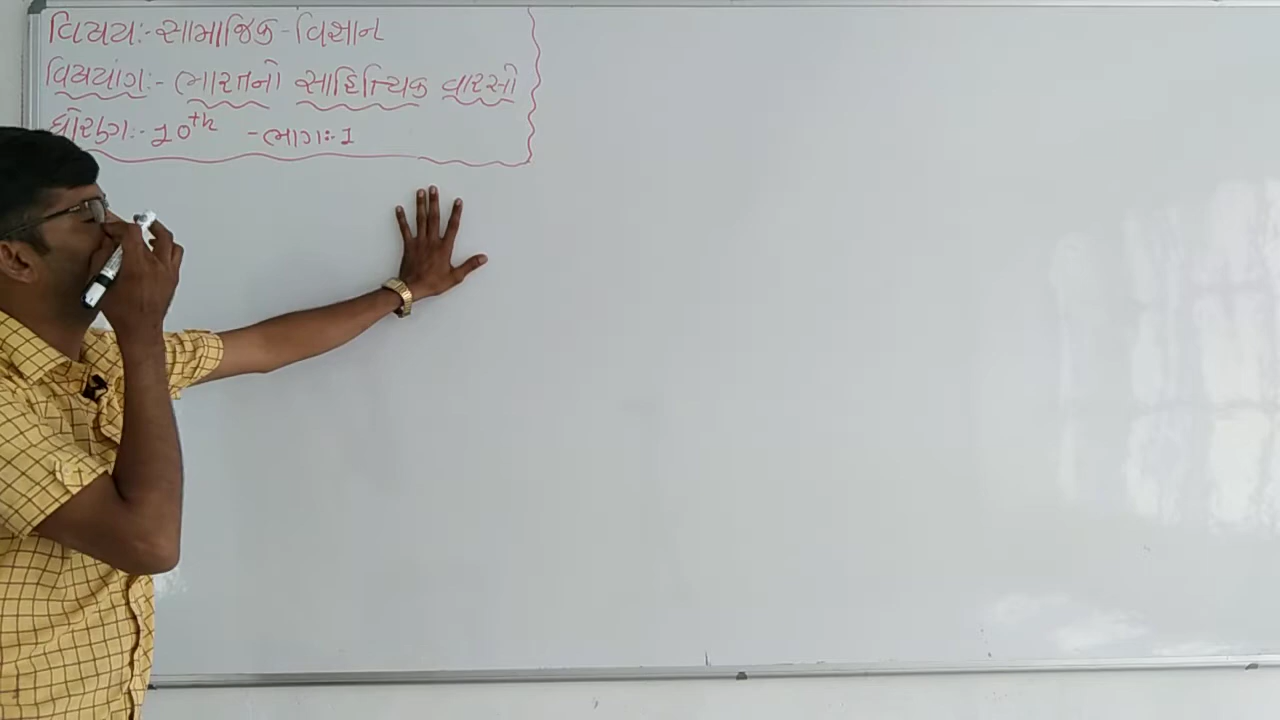 વિષય:- સામાજિક - વિજ્ઞાન
વિષયાંગ:- ભારતનો સાહિત્યિક વારસો
ધોરણ:- 10th - ભાગ:- 1